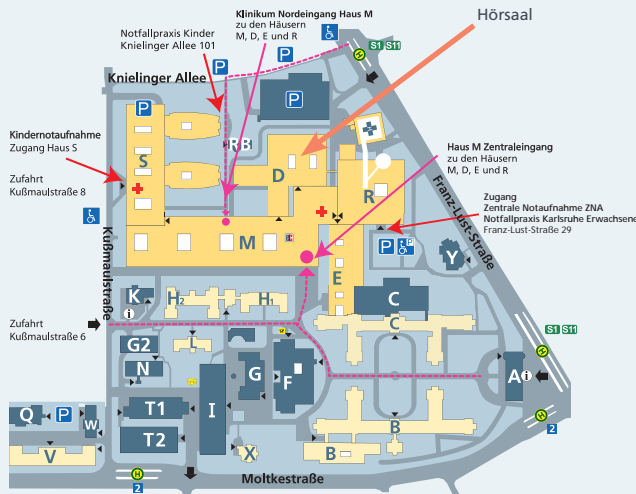 Notfallpraxis Kinder
Knielinger Allee 101
Klinikum Nordeingang Haus M
zu den Häusern
M, D, E und R
Hörsaal
S1 S11
H
P
P
P
Knielinger Allee
P
Kindernotaufnahme
Zugang Haus S
S
RB
D
R
Haus M Zentraleingang
zu den Häusern
M, D, E und R
Zufahrt
Kußmaulstraße 8
Zugang
Zentrale Notaufnahme ZNA
Notfallpraxis Karlsruhe Erwachsene
Franz-Lust-Straße 29
Kußmaulstraße
Franz-Lust-Straße
M
P
P
Y
E
K
i
H2
H1
C
C
Zufahrt
Kußmaulstraße 6
G2
L
S1 S11
H
N
G
F
A
i
Q
P
W
T1
I
T2
B
H
2
V
X
B
H
2
Moltkestraße